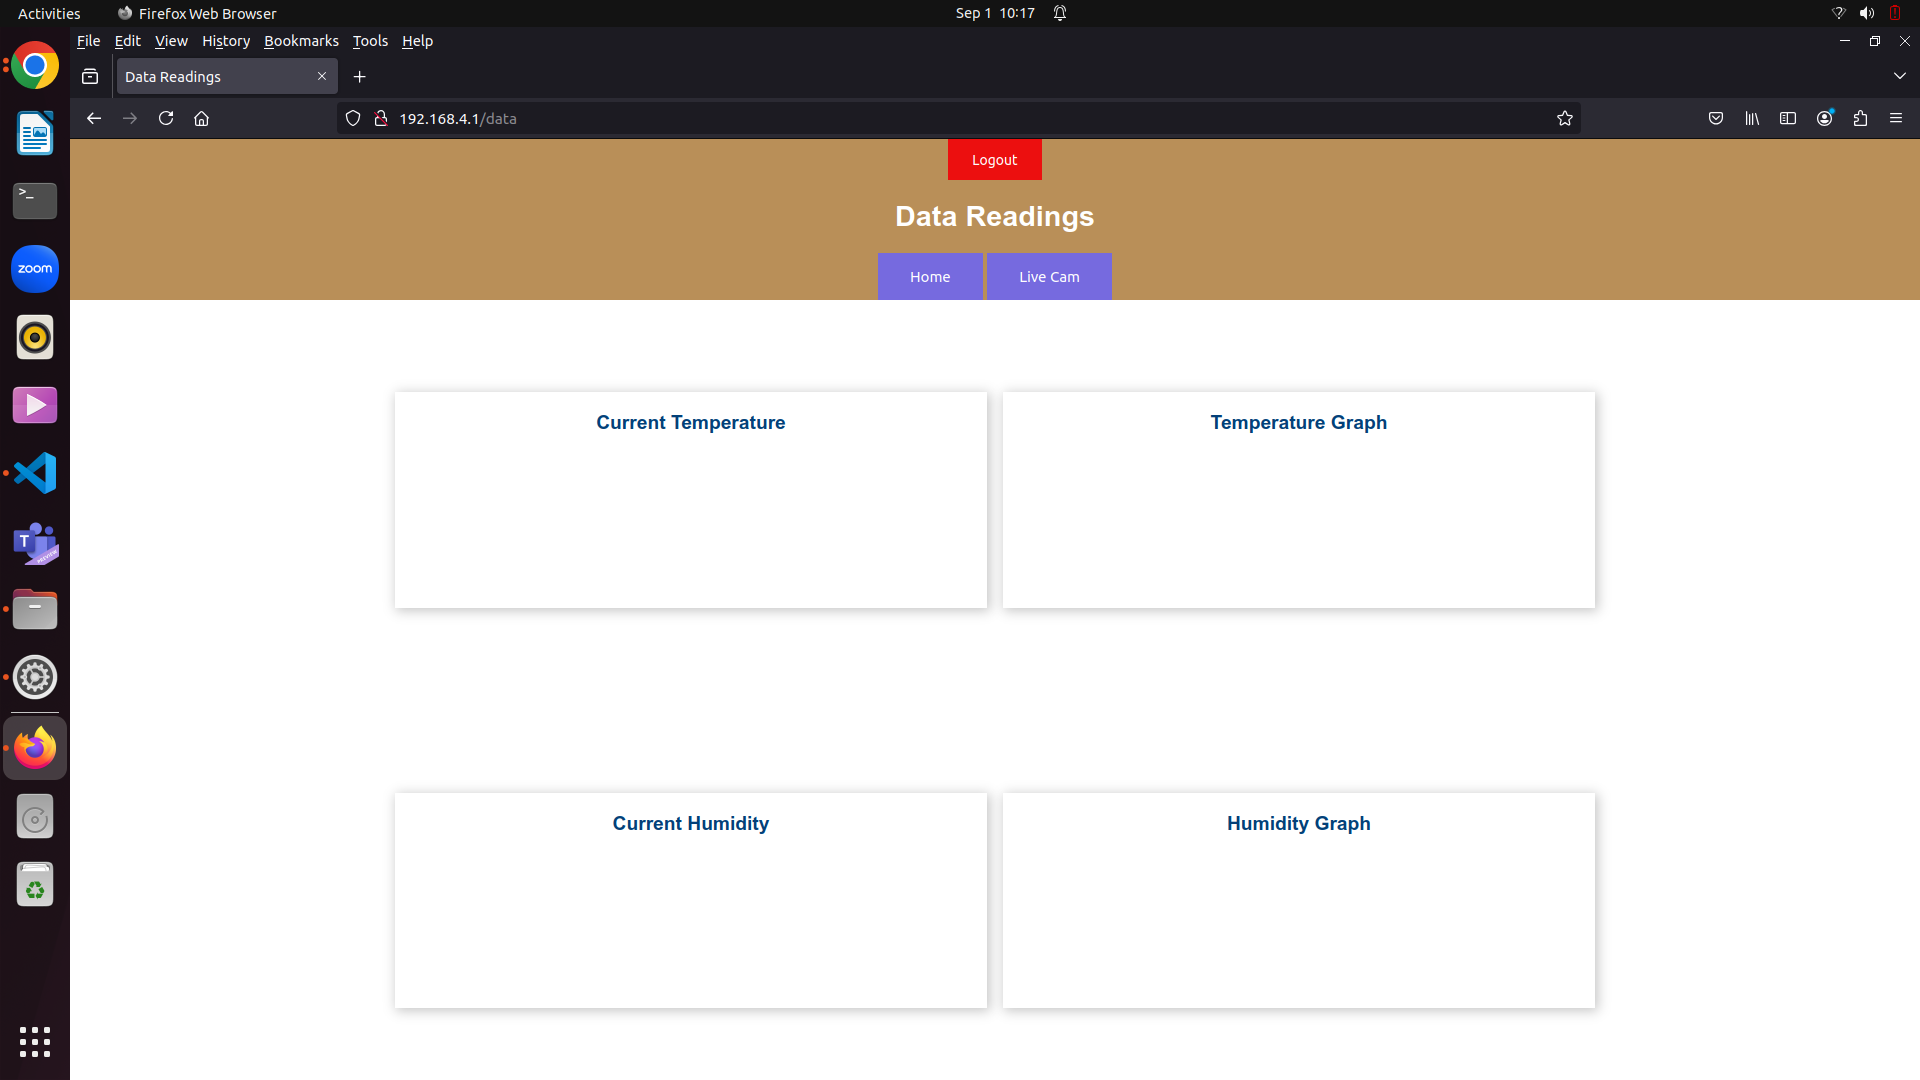 Activities
Firefox Web Browser
Sep 1 10:17
File Edit View History Bookmarks Tools Help
Data Readings
192.168.4.1/data
Logout
Data Readings
Home
Live Cam
zoom
T
PREVIEW
>_
Current Temperature
Temperature Graph
Current Humidity
Humidity Graph